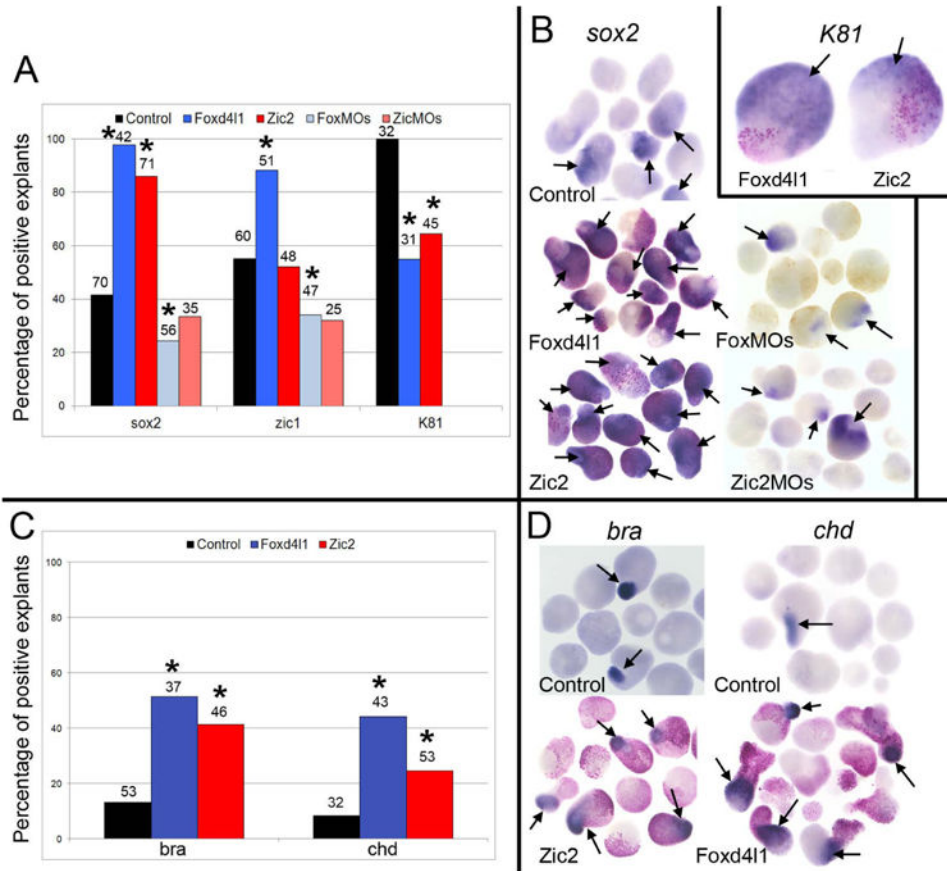 A
Control Foxd4l1 Zic2 FoxMOs ZicMOs
Percentage of positive explants
100
80
60
40
20
0
70 * 42 * 71 * 56 35
60 * 51 48 * 47 25
32 * 31 * 45
sox2 zic1 K81
B
sox2
Control
Foxd4l1
Zic2
K81
Foxd4l1 Zic2
FoxMOs
Zic2MOs
C
Control Foxd4l1 Zic2
Percentage of positive explants
100
80
60
40
20
0
53 * 37 * 46
32 * 43 * 53
bra chd
D
bra chd
Control Control
Zic2 Foxd4l1